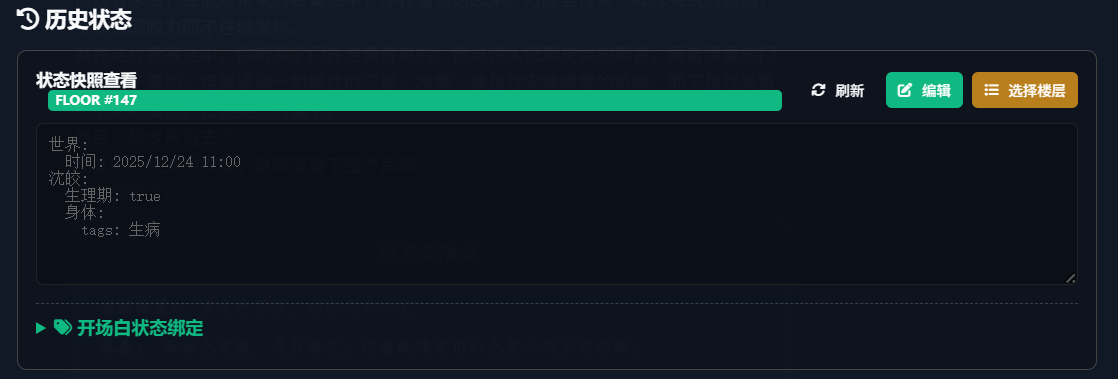 历史状态
状态快照查看
FLOOR #147
刷新
编辑
选择楼层
世界:
时间: 2025/12/24 11:00
沈皎:
生理期: true
身体:
tags: 生病
开场白状态绑定